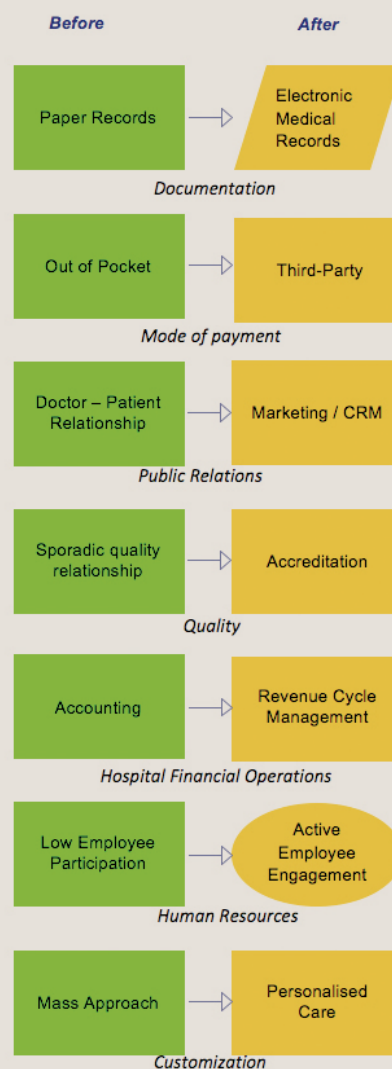 Before After
Paper Records
Electronic
Medical
Records
Documentation
Out of Pocket
Third-Party
Mode of payment
Doctor – Patient
Relationship
Marketing / CRM
Public Relations
Sporadic quality
relationship
Accreditation
Quality
Accounting
Revenue Cycle
Management
Hospital Financial Operations
Low Employee
Participation
Active
Employee
Engagement
Human Resources
Mass Approach
Personalised
Care
Customization